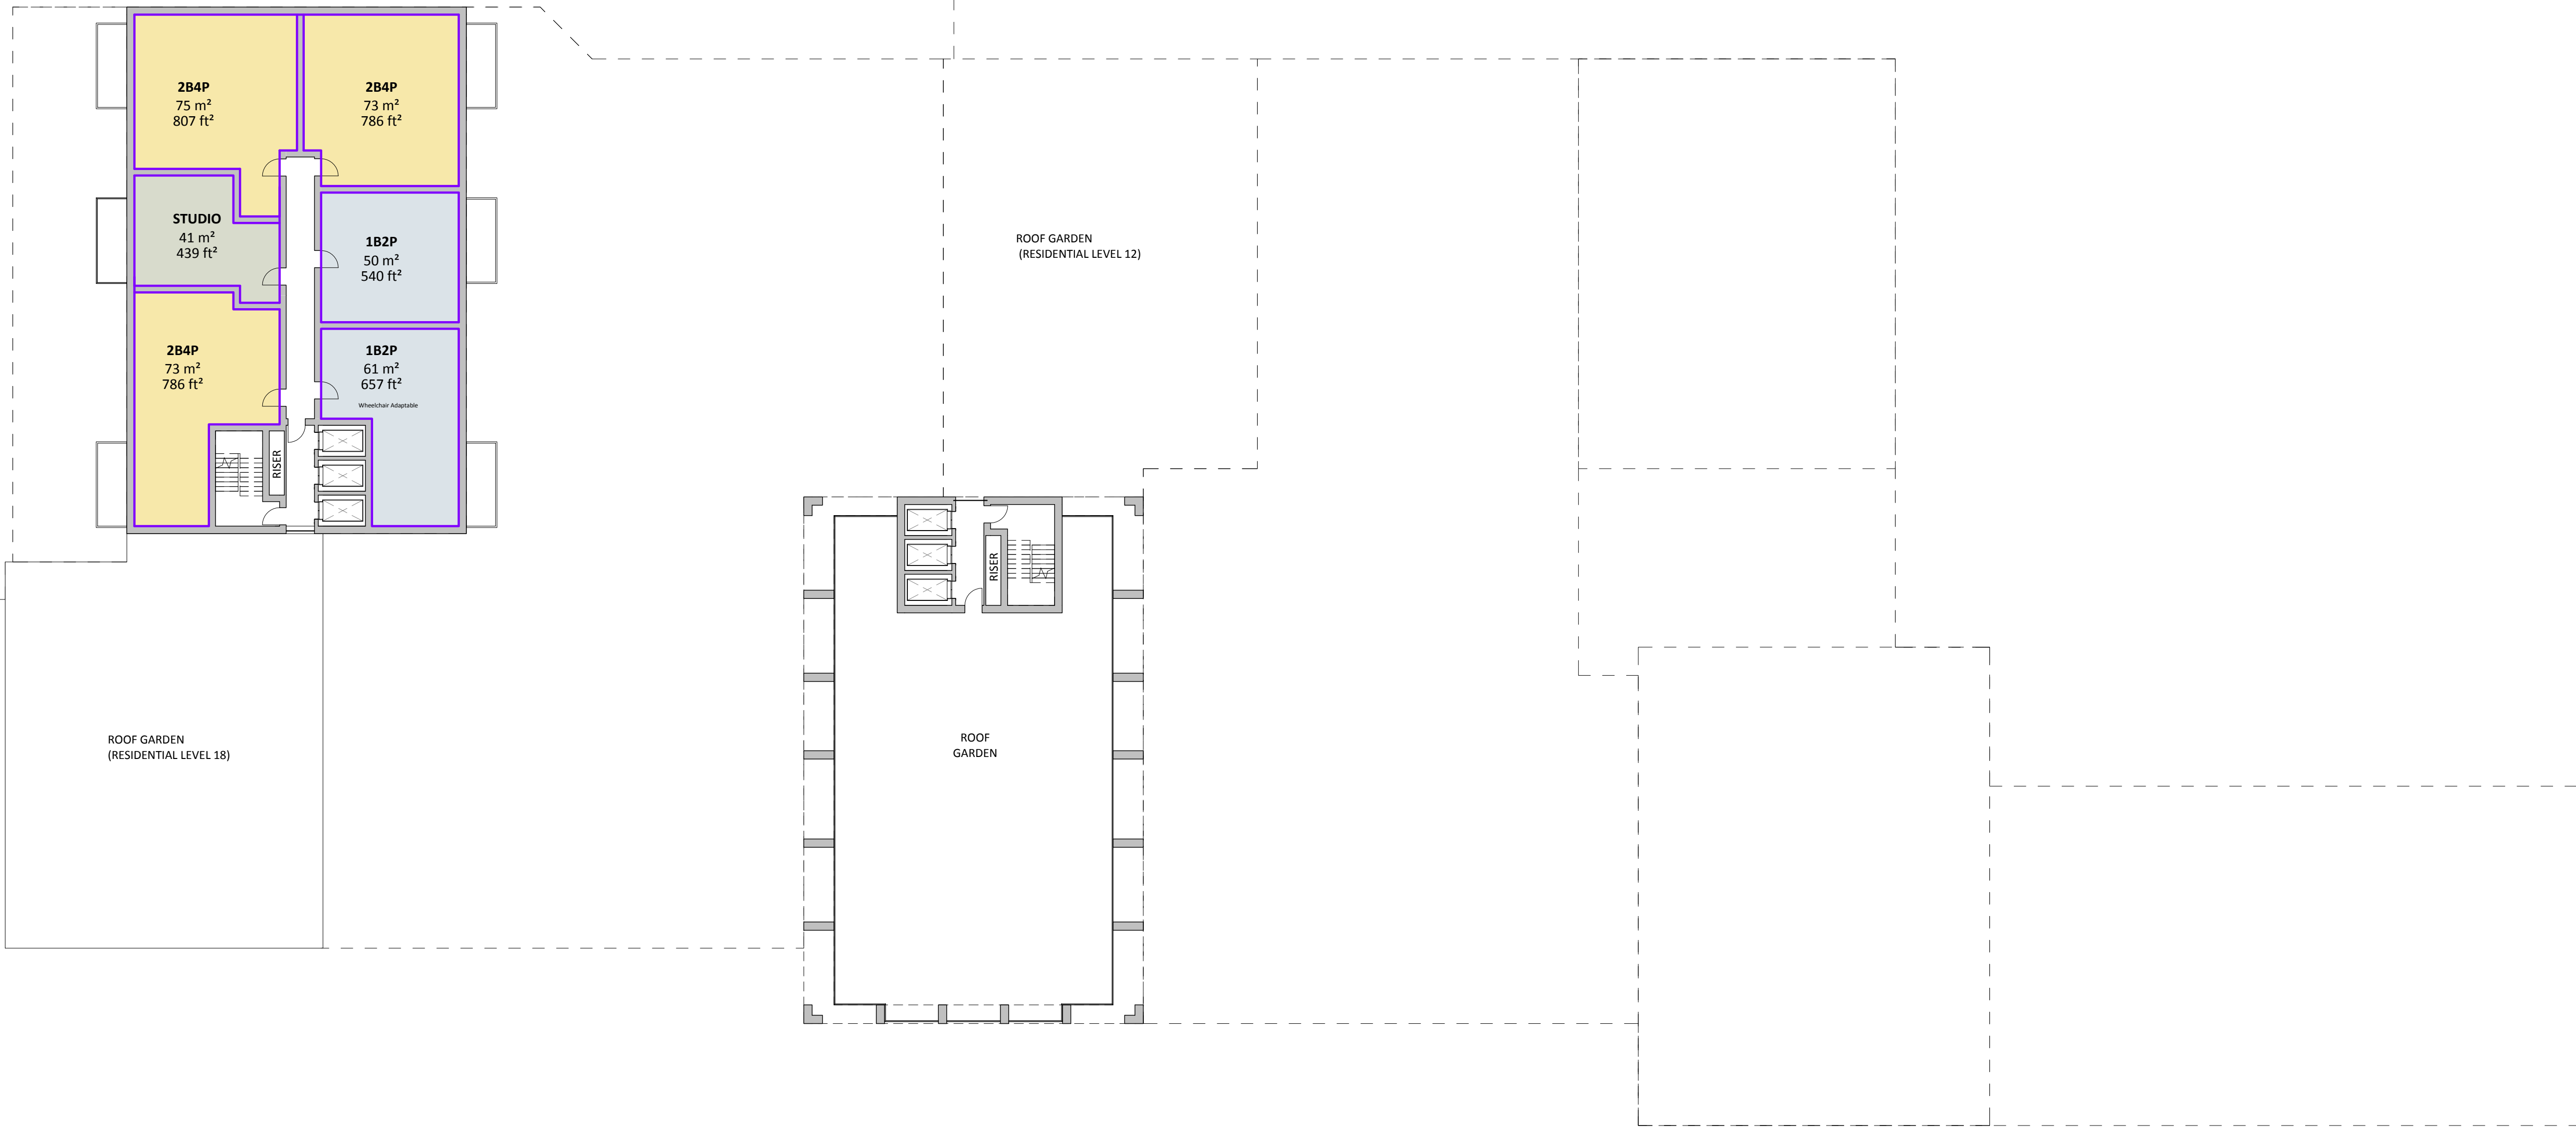 2B4P
75 m²
807 ft²
2B4P
73 m²
786 ft²
STUDIO
41 m²
439 ft²
1B2P
50 m²
540 ft²
2B4P
73 m²
786 ft²
1B2P
61 m²
657 ft²
Wheelchair Adaptable
RISER
ROOF GARDEN
(RESIDENTIAL LEVEL 12)
RISER
ROOF GARDEN
(RESIDENTIAL LEVEL 18)
ROOF
GARDEN